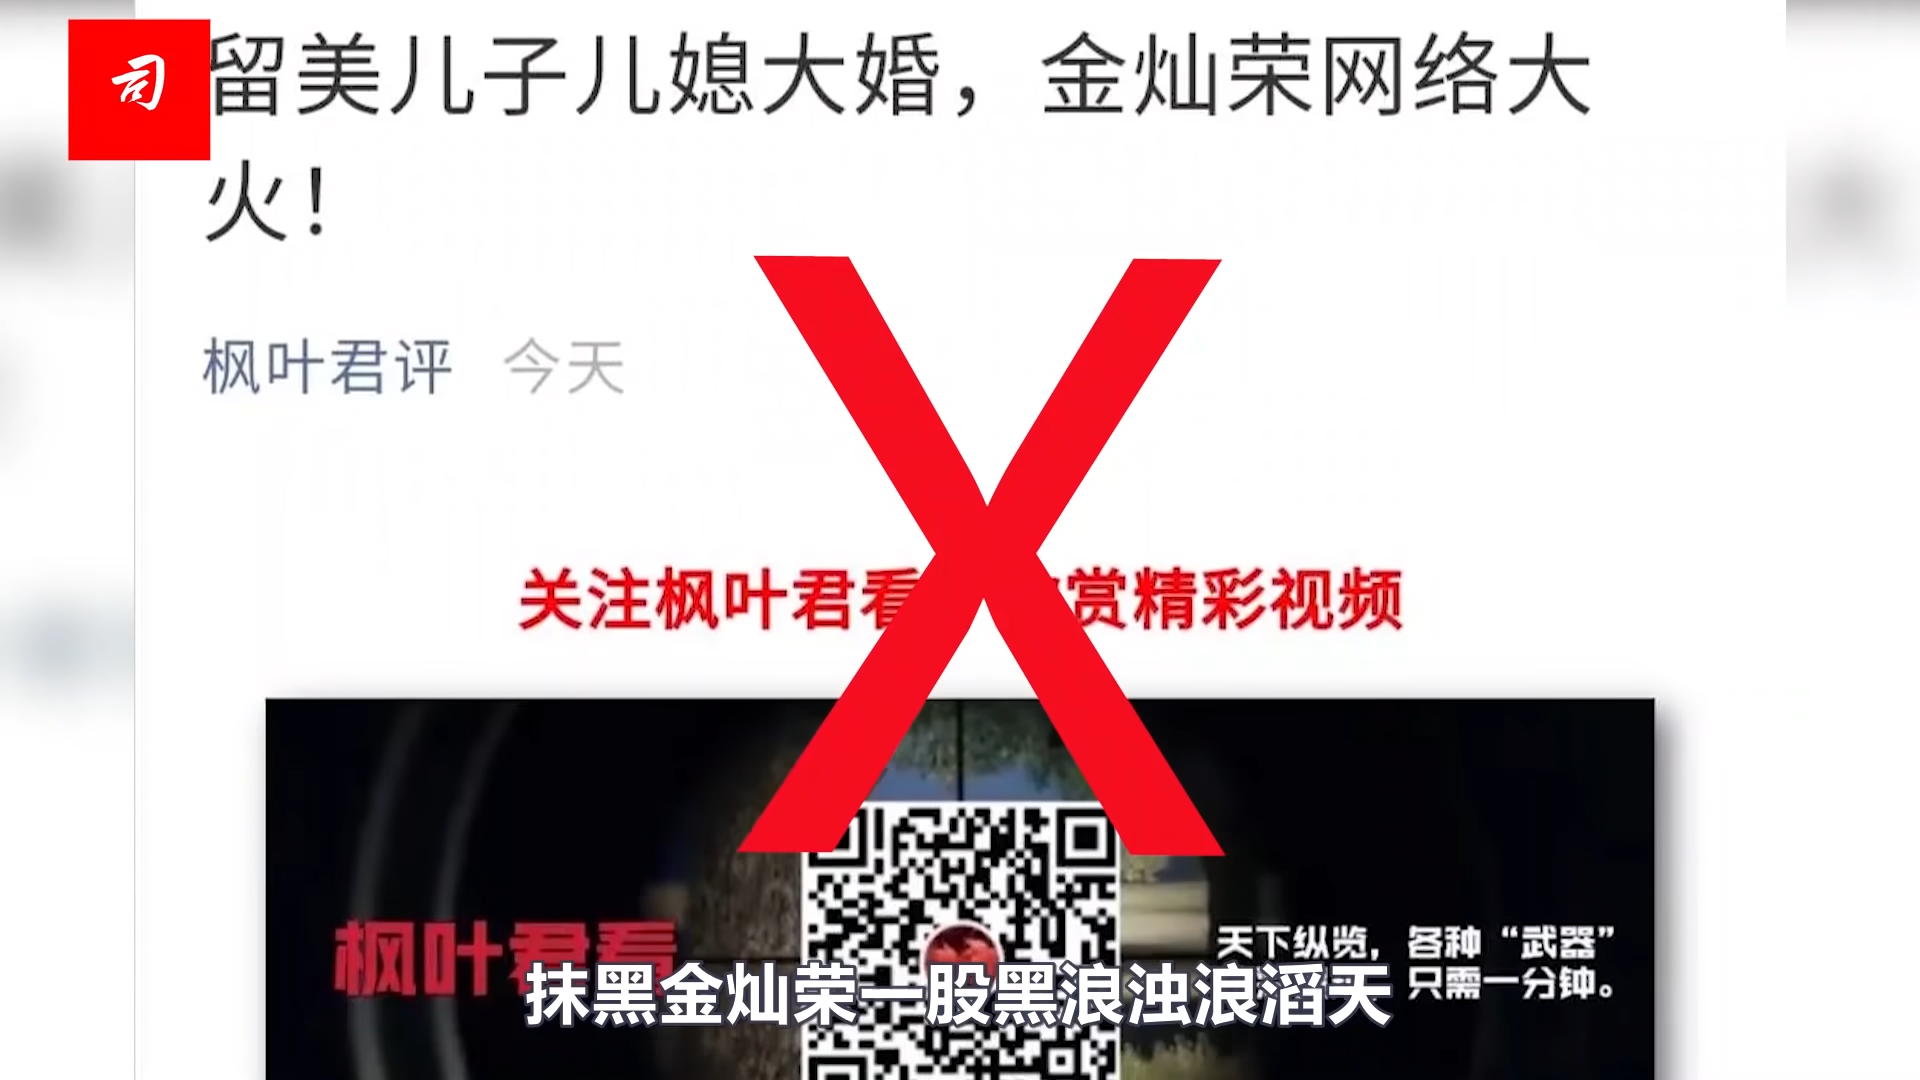 司
留美儿子儿媳大婚，金灿荣网络大
火！
枫叶君评 今天
关注枫叶君看 赏精彩视频
枫叶君看
天下纵览，各种“武器”
只需一分钟。
抹黑金灿荣一股黑浪浊浪滔天